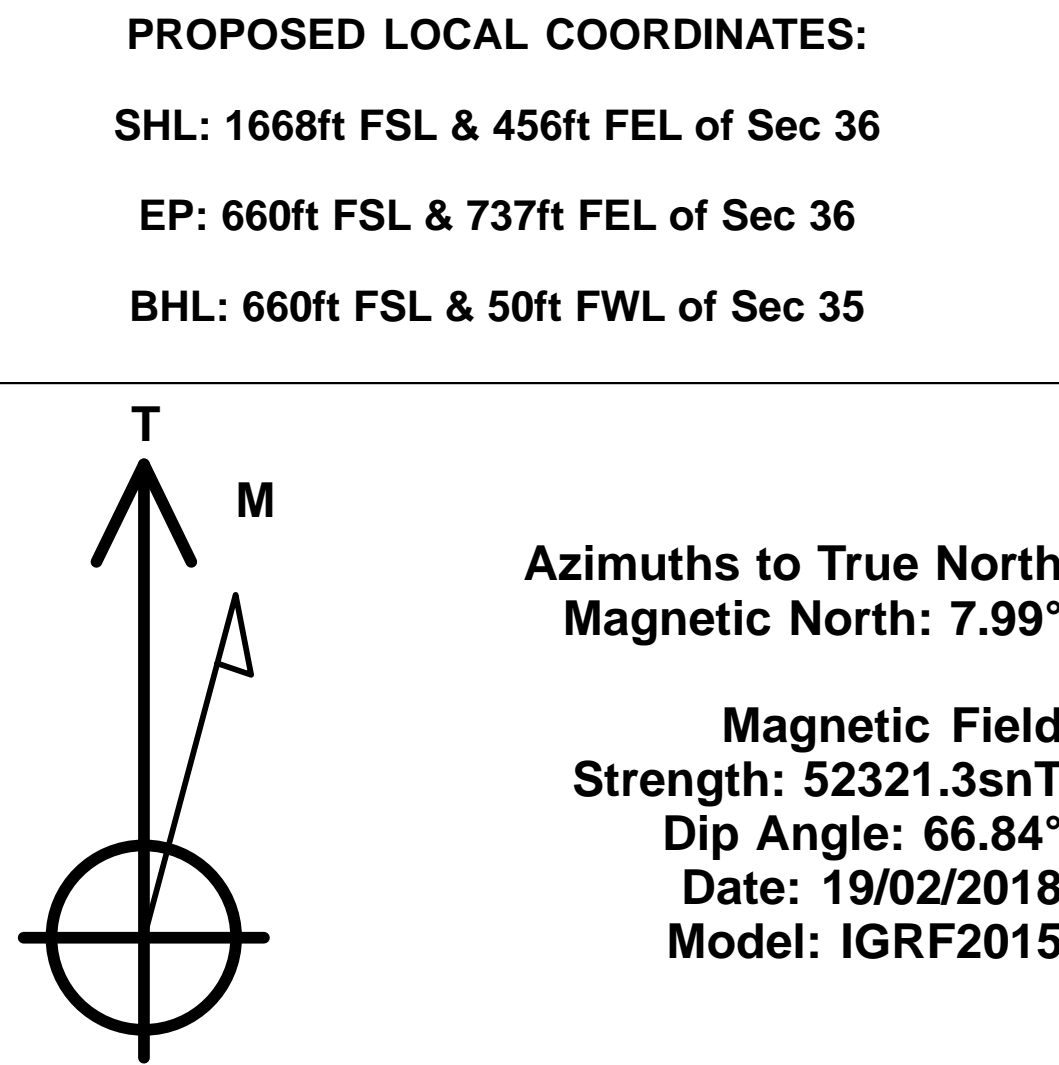 PROPOSED LOCAL COORDINATES:
SHL: 1668ft FSL & 456ft FEL of Sec 36
EP: 660ft FSL & 737ft FEL of Sec 36
BHL: 660ft FSL & 50ft FWL of Sec 35
T
M
Azimuths to True North
Magnetic North: 7.99°
Magnetic Field
Strength: 52321.3snT
Dip Angle: 66.84°
Date: 19/02/2018
Model: IGRF2015